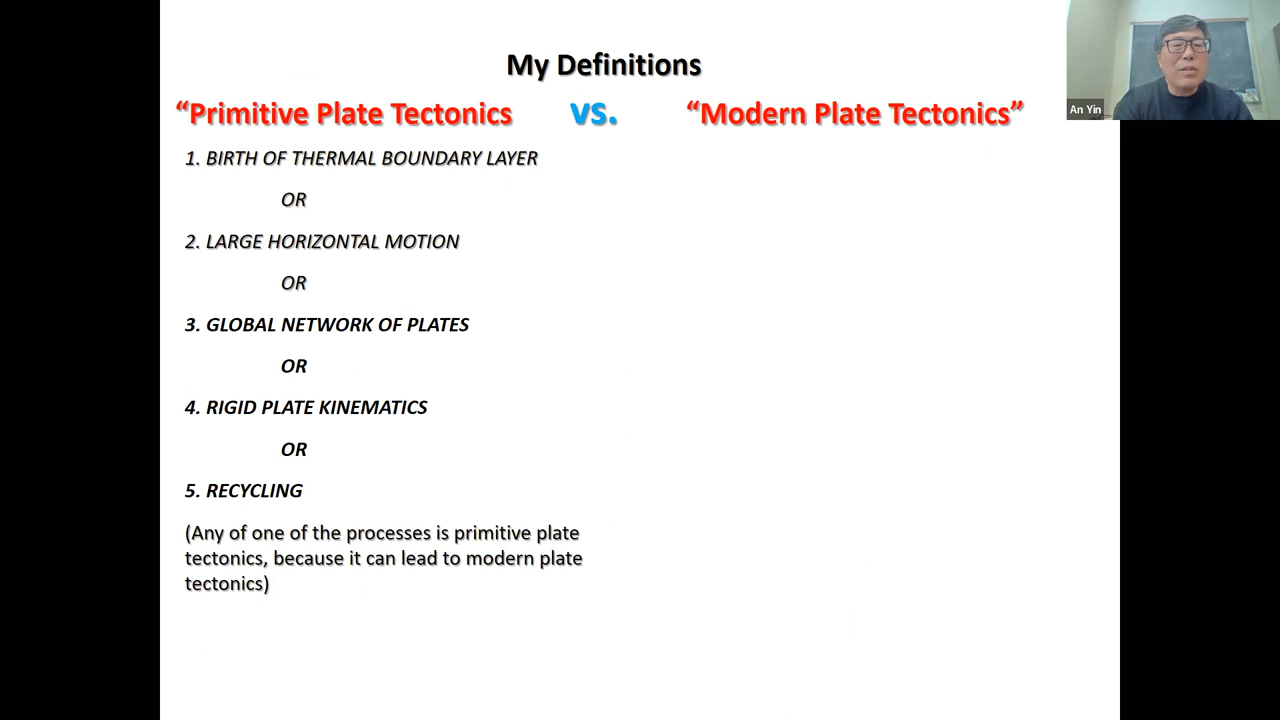 My Definitions
“Primitive Plate Tectonics vs. “Modern Plate Tectonics”
1. BIRTH OF THERMAL BOUNDARY LAYER
OR
2. LARGE HORIZONTAL MOTION
OR
3. GLOBAL NETWORK OF PLATES
OR
4. RIGID PLATE KINEMATICS
OR
5. RECYCLING
(Any of one of the processes is primitive plate
tectonics, because it can lead to modern plate
tectonics)
An Yin